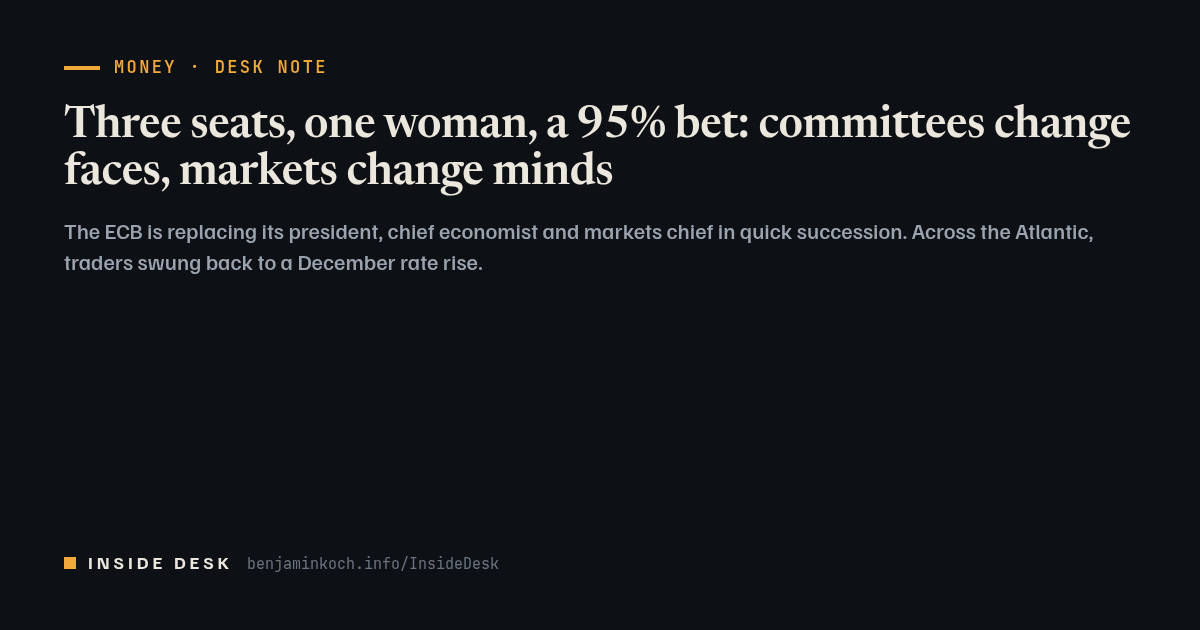 MONEY · DESK NOTE
Three seats, one woman, a 95% bet: committees change
faces, markets change minds
The ECB is replacing its president, chief economist and markets chief in quick succession. Across the Atlantic,
traders swung back to a December rate rise.
INSIDE DESK benjaminkoch.info/InsideDesk